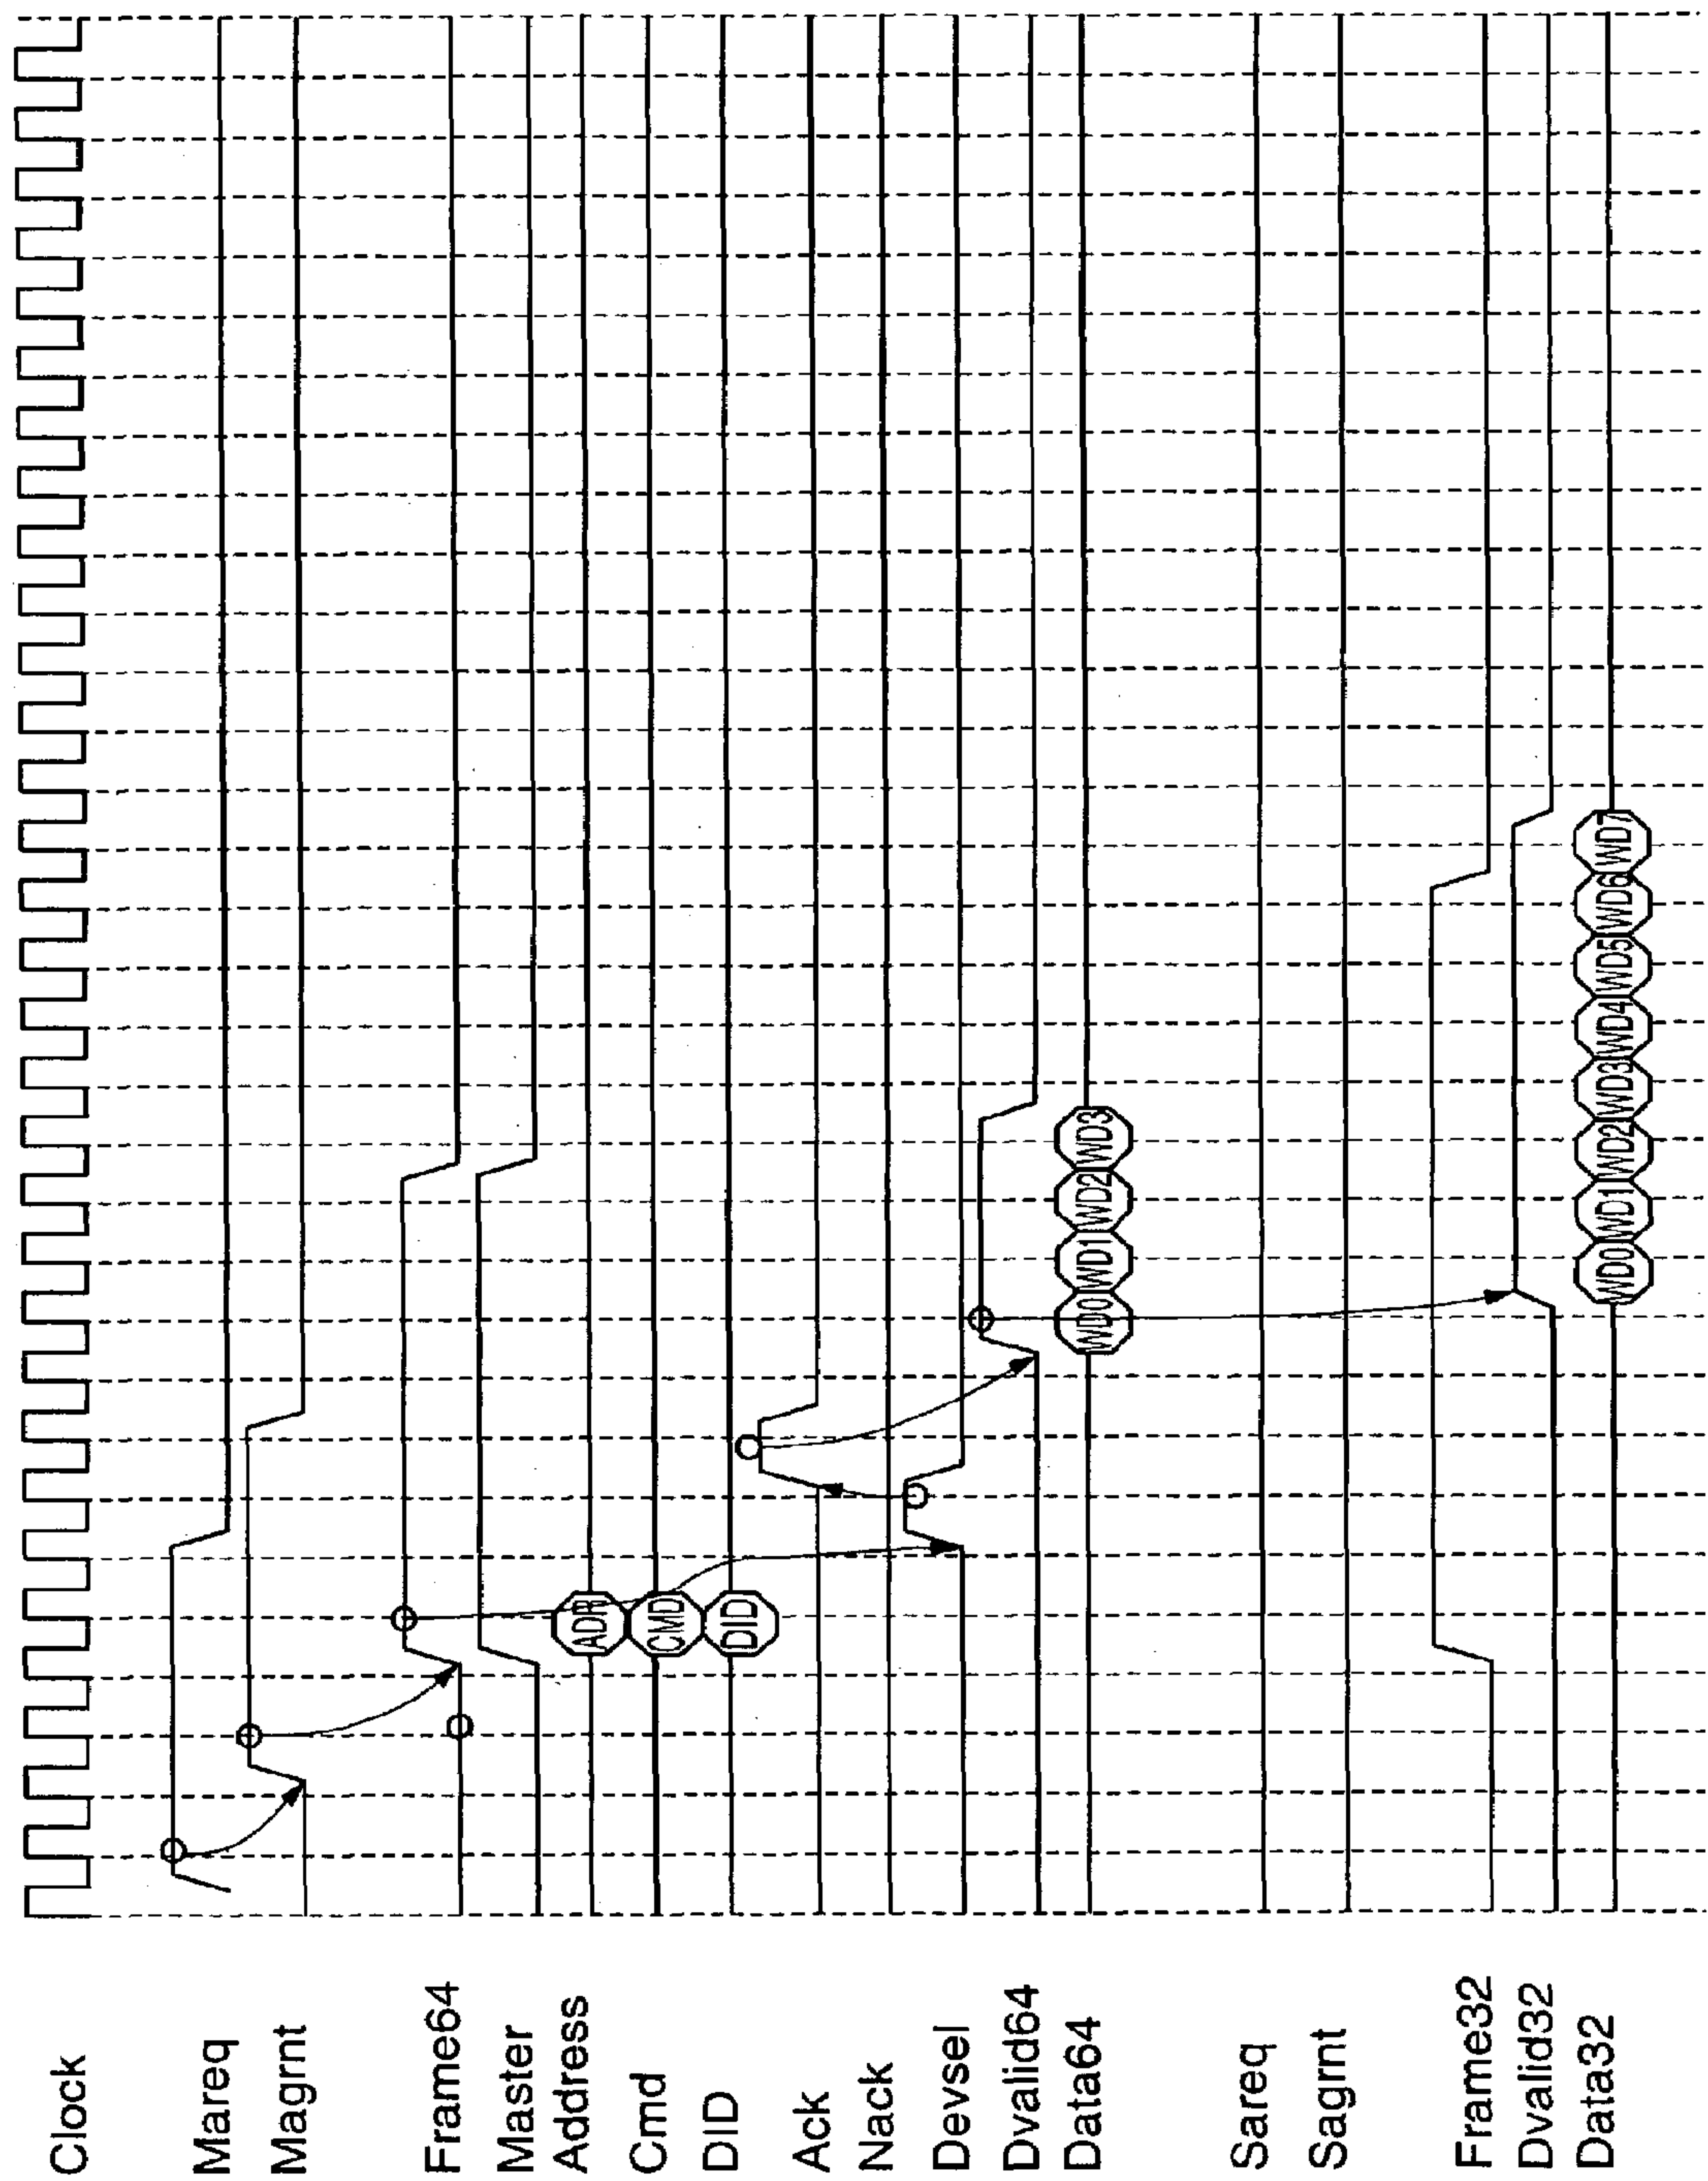 Clock
Mareq
Magrnt
Frame64
Master
Address ADR
Cmd CMD
DID DID
Ack
Nack
Devsel
Dvalid64
Data64 WD0 WD1 WD2 WD3
Sareq
Sagrnt
Frame32
Dvalid32
Data32 WD0 WD1 WD2 WD3 WD4 WD5 WD6 WD7